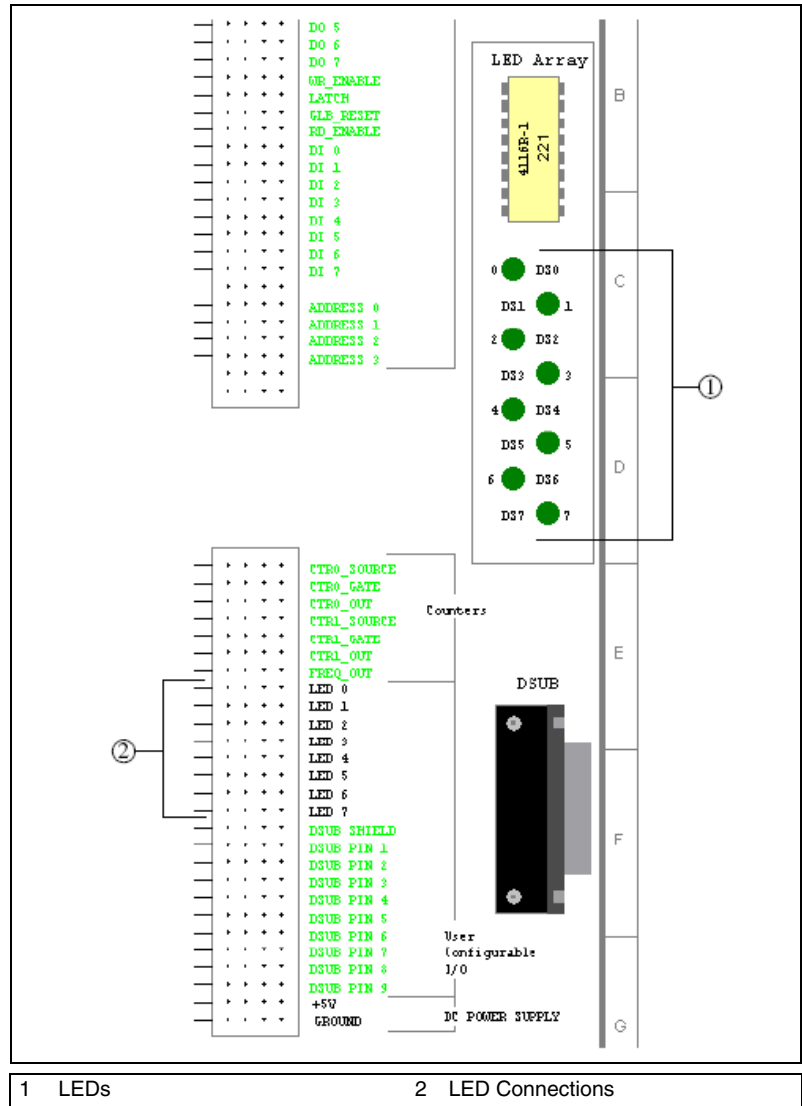 DO 5
DO 6
DO 7
WR_ENABLE
LATCH
GLB_RESET
RD_ENABLE
DI 0
DI 1
DI 2
DI 3
DI 4
DI 5
DI 6
DI 7
ADDRESS 0
ADDRESS 1
ADDRESS 2
ADDRESS 3
LED Array
4116R-1
221
0 DS0
DS1 1
2 DS2
DS3 3
4 DS4
DS5 5
6 DS6
DS7 7
1
B
C
D
E
F
G
CTR0_SOURCE
CTR0_GATE
CTR0_OUT
CTR1_SOURCE
CTR1_GATE
CTR1_OUT
FREQ_OUT
Counters
LED 0
LED 1
LED 2
LED 3
LED 4
LED 5
LED 6
LED 7
2
DSUB SHIELD
DSUB PIN 1
DSUB PIN 2
DSUB PIN 3
DSUB PIN 4
DSUB PIN 5
DSUB PIN 6
DSUB PIN 7
DSUB PIN 8
DSUB PIN 9
User
Configurable
I/O
+5V
GROUND
DC POWER SUPPLY
DSUB
1 LEDs 2 LED Connections